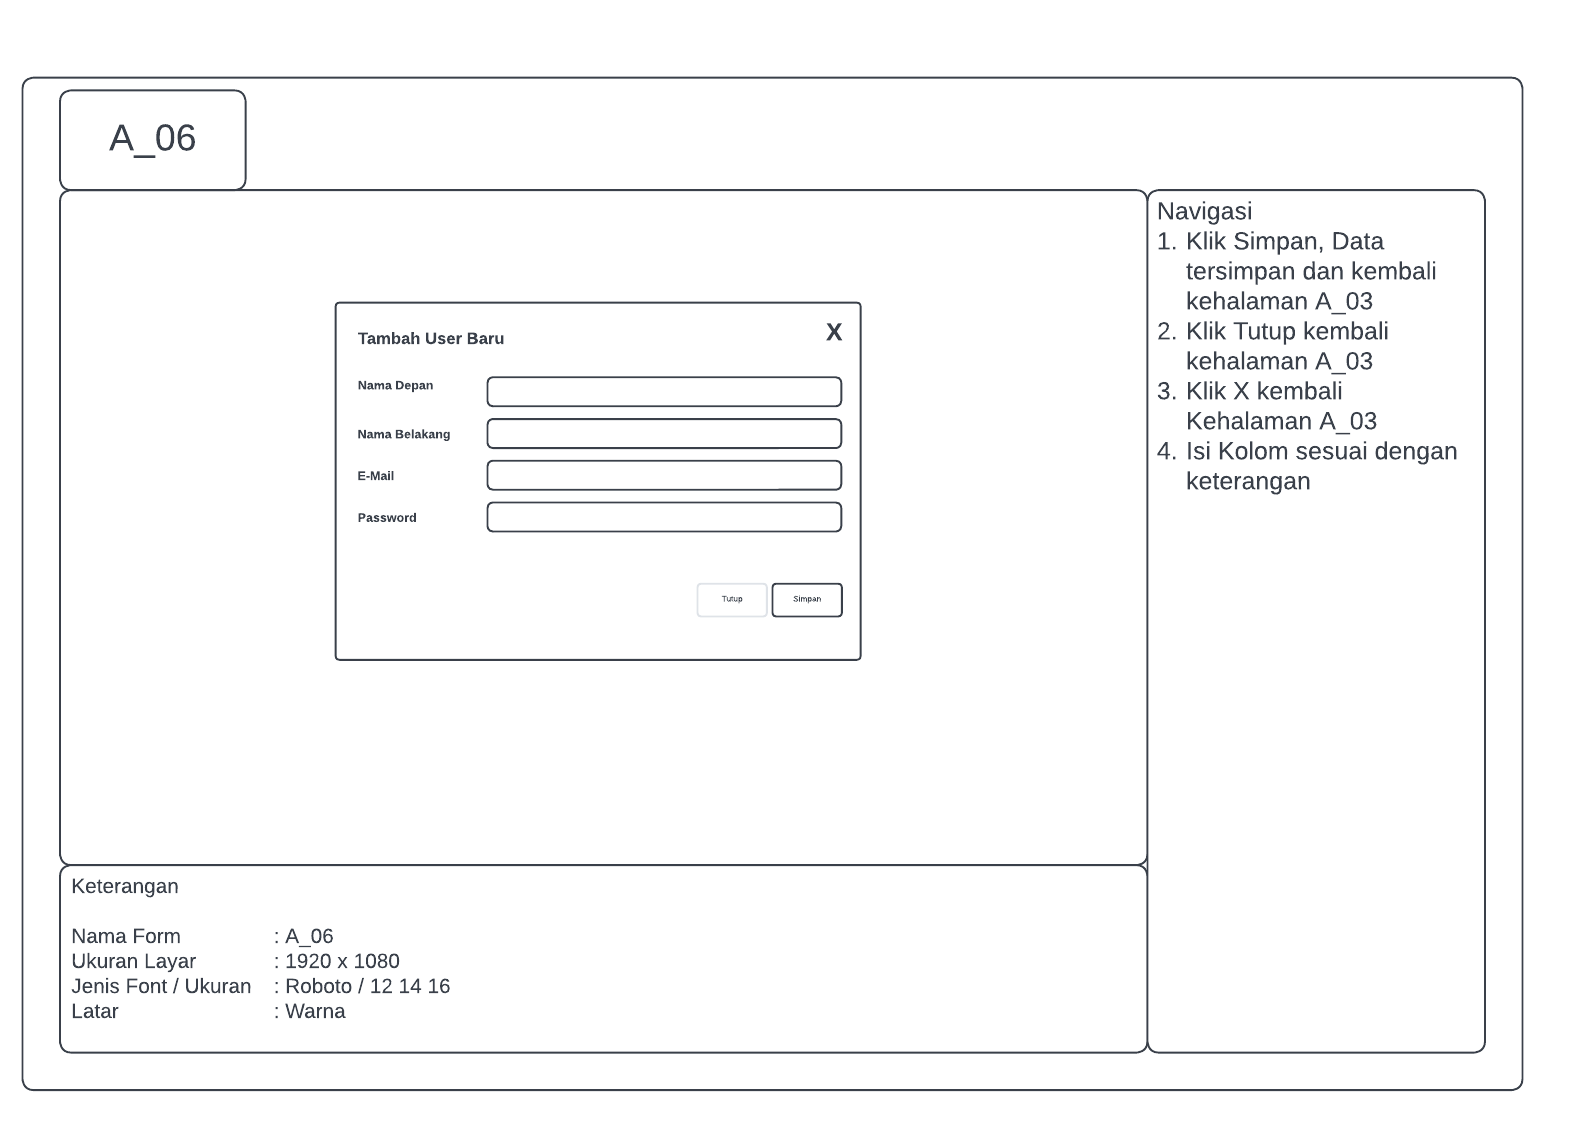 A_06
Tambah User Baru
X
Nama Depan
Nama Belakang
E-Mail
Password
Tutup
Simpan
Navigasi
1. Klik Simpan, Data
tersimpan dan kembali
kehalaman A_03
2. Klik Tutup kembali
kehalaman A_03
3. Klik X kembali
Kehalaman A_03
4. Isi Kolom sesuai dengan
keterangan
Keterangan
Nama Form : A_06
Ukuran Layar : 1920 x 1080
Jenis Font / Ukuran : Roboto / 12 14 16
Latar : Warna